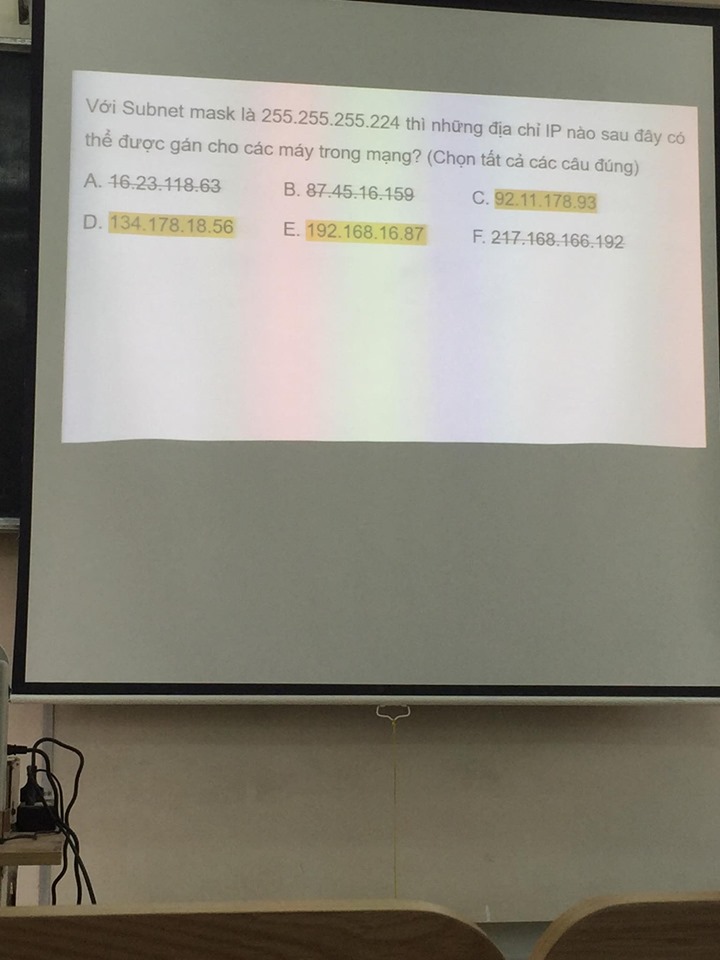 Với Subnet mask là 255.255.255.224 thì những địa chỉ IP nào sau đây có
thể được gán cho các máy trong mạng? (Chọn tất cả các câu đúng)
A. 16.23.118.63 B. 87.45.16.159 C. 92.11.178.93
D. 134.178.18.56 E. 192.168.16.87 F. 217.168.166.192